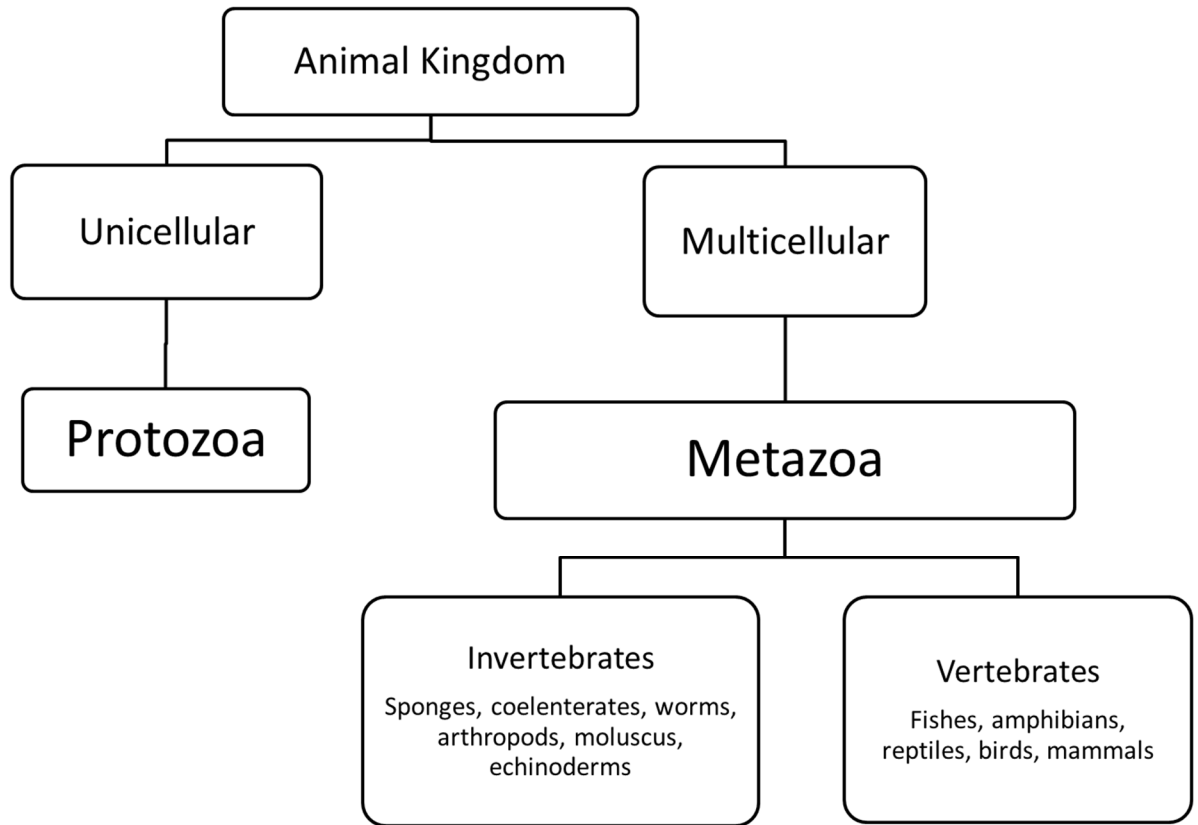 Animal Kingdom
Unicellular
Multicellular
Protozoa
Metazoa
Invertebrates
Sponges, coelenterates, worms,
arthropods, moluscus,
echinoderms
Vertebrates
Fishes, amphibians,
reptiles, birds, mammals